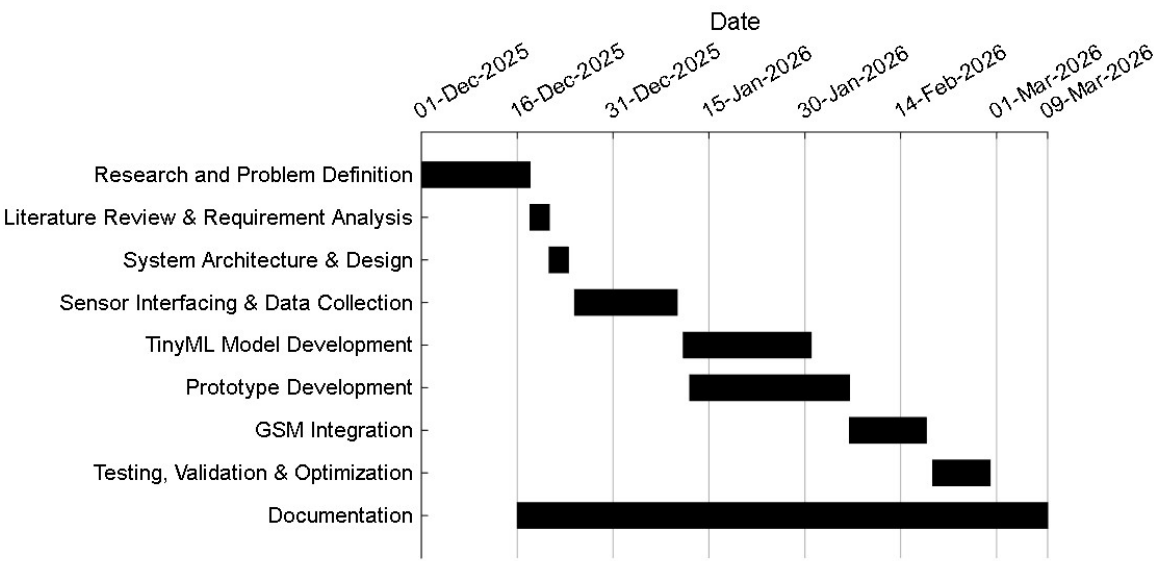 Date
01-Dec-2025
16-Dec-2025
31-Dec-2025
15-Jan-2026
30-Jan-2026
14-Feb-2026
01-Mar-2026
09-Mar-2026
Research and Problem Definition
Literature Review & Requirement Analysis
System Architecture & Design
Sensor Interfacing & Data Collection
TinyML Model Development
Prototype Development
GSM Integration
Testing, Validation & Optimization
Documentation